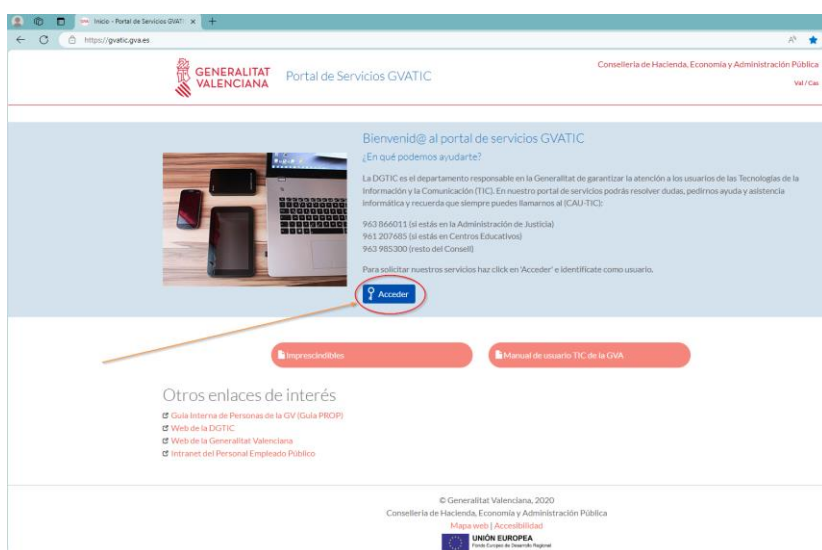 Inicio - Portal de Servicios GVATI
https://gvatic.gva.es
GENERALITAT
VALENCIANA
Portal de Servicios GVATIC
Conselleria de Hacienda, Economía y Administración Pública
Val / Cas
Bienvenid@ al portal de servicios GVATIC
¿En qué podemos ayudarte?
La DGTIC es el departamento responsable en la Generalitat de garantizar la atención a los usuarios de las Tecnologías de la
Información y la Comunicación (TIC). En nuestro portal de servicios podrás resolver dudas, pedirnos ayuda y asistencia
informática y recuerda que siempre puedes llamarnos al (CAU-TIC):
963 866011 (si estás en la Administración de Justicia)
961 207685 (si estás en Centros Educativos)
963 985300 (resto del Consell)
Para solicitar nuestros servicios haz click en 'Acceder' e identifícate como usuario.
Acceder
Imprescindibles
Manual de usuario TIC de la GVA
Otros enlaces de interés
Guía Interna de Personas de la GV (Guía PROP)
Web de la DGTIC
Web de la Generalitat Valenciana
Intranet del Personal Empleado Público
© Generalitat Valenciana, 2020
Conselleria de Hacienda, Economía y Administración Pública
Mapa web | Accesibilidad
UNIÓN EUROPEA
Fondo Europeo de Desarrollo Regional